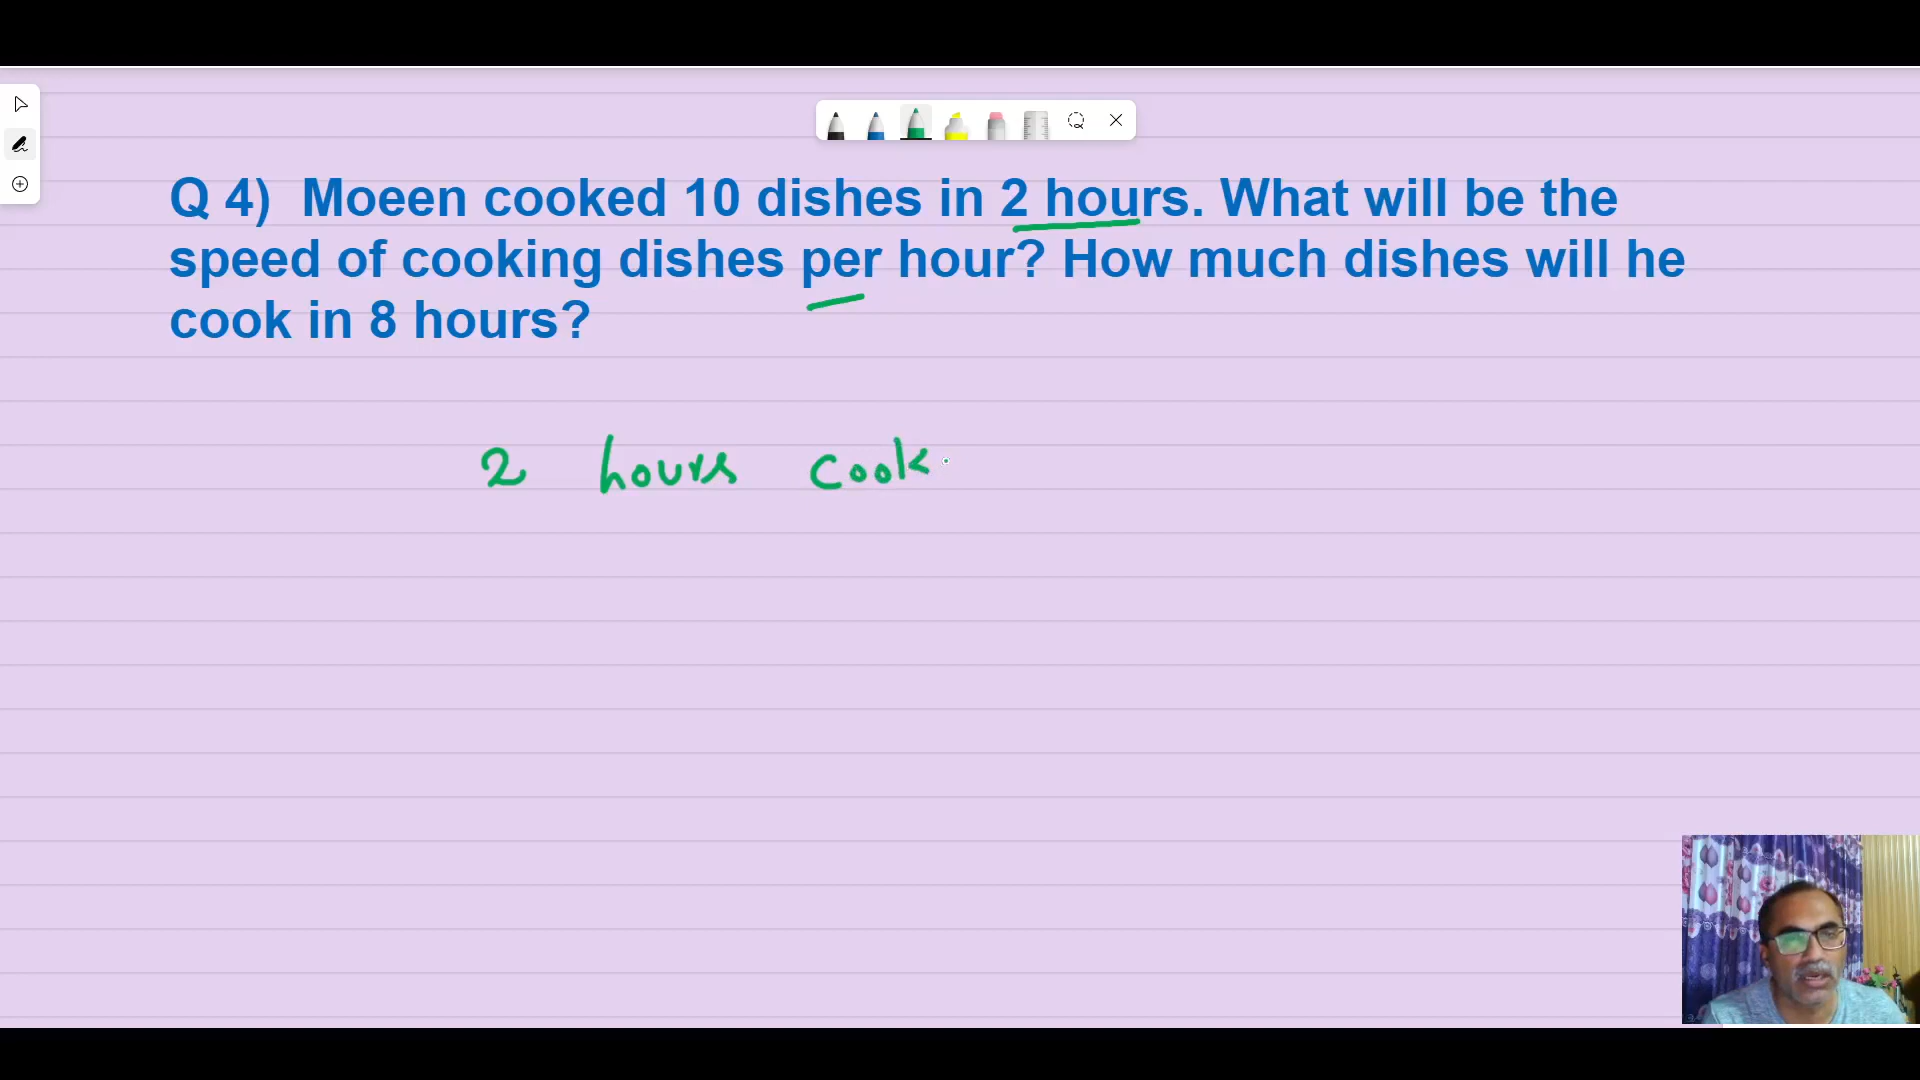 Q 4) Moeen cooked 10 dishes in 2 hours. What will be the
speed of cooking dishes per hour? How much dishes will he
cook in 8 hours?
2 hours cook